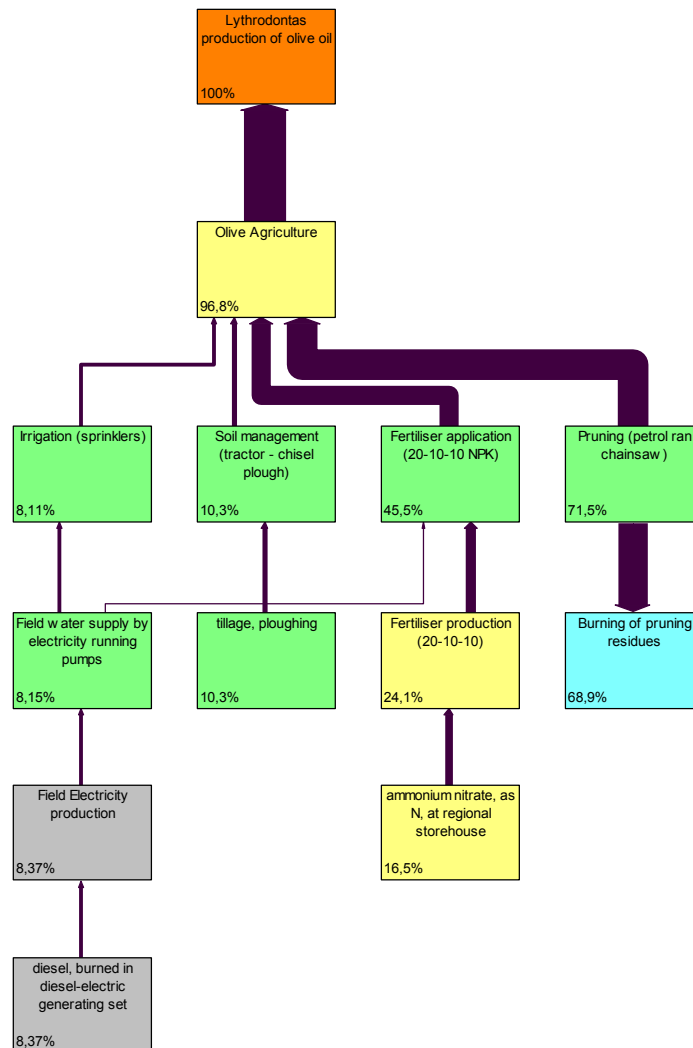 Lythrodontas
production of olive oil
100%
Olive Agriculture
96,8%
Irrigation (sprinklers)
8,11%
Soil management
(tractor - chisel
plough)
10,3%
Fertiliser application
(20-10-10 NPK)
45,5%
Pruning (petrol ran
chainsaw)
71,5%
Field water supply by
electricity running
pumps
8,15%
tillage, ploughing
10,3%
Fertiliser production
(20-10-10)
24,1%
Burning of pruning
residues
68,9%
Field Electricity
production
8,37%
ammonium nitrate, as
N, at regional
storehouse
16,5%
diesel, burned in
diesel-electric
generating set
8,37%